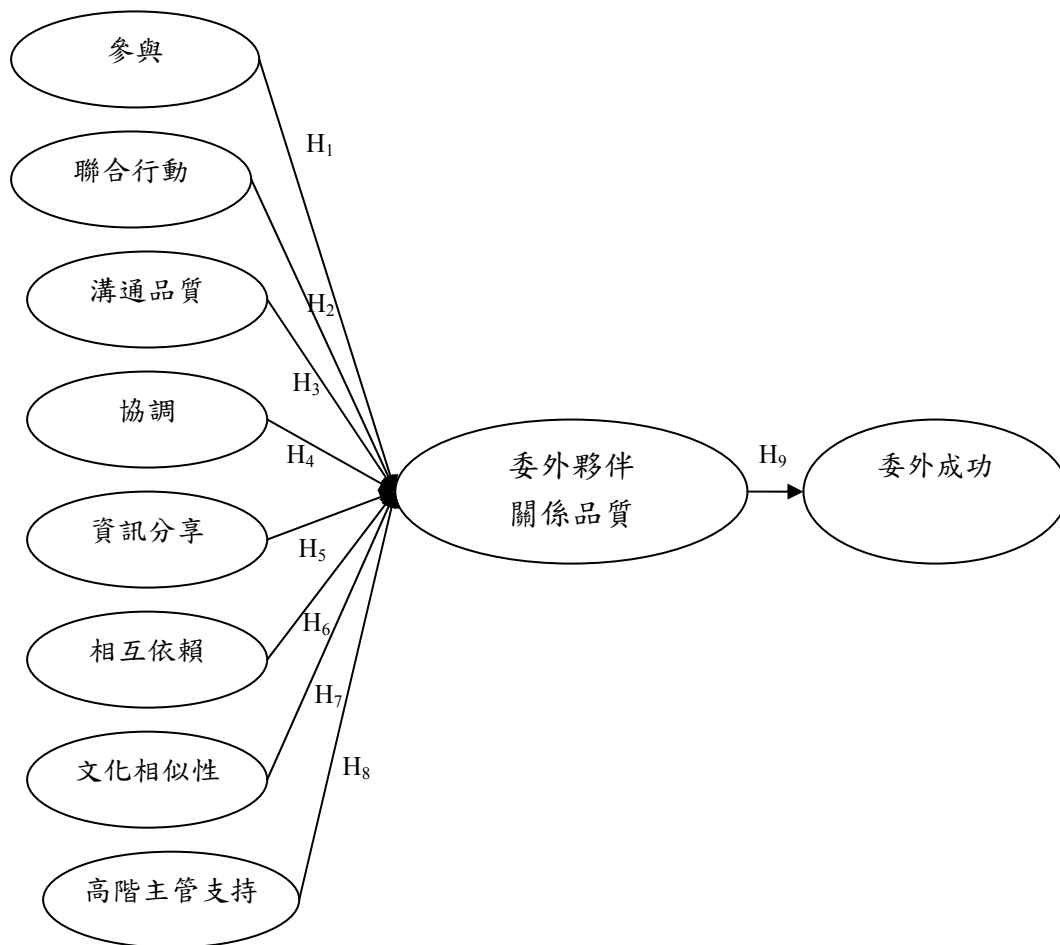 參與
H₁
聯合行動
H₂
溝通品質
H₃
協調
H₄
資訊分享
H₅
相互依賴
H₆
文化相似性
H₇
高階主管支持
H₈
委外夥伴
關係品質
H₉
委外成功